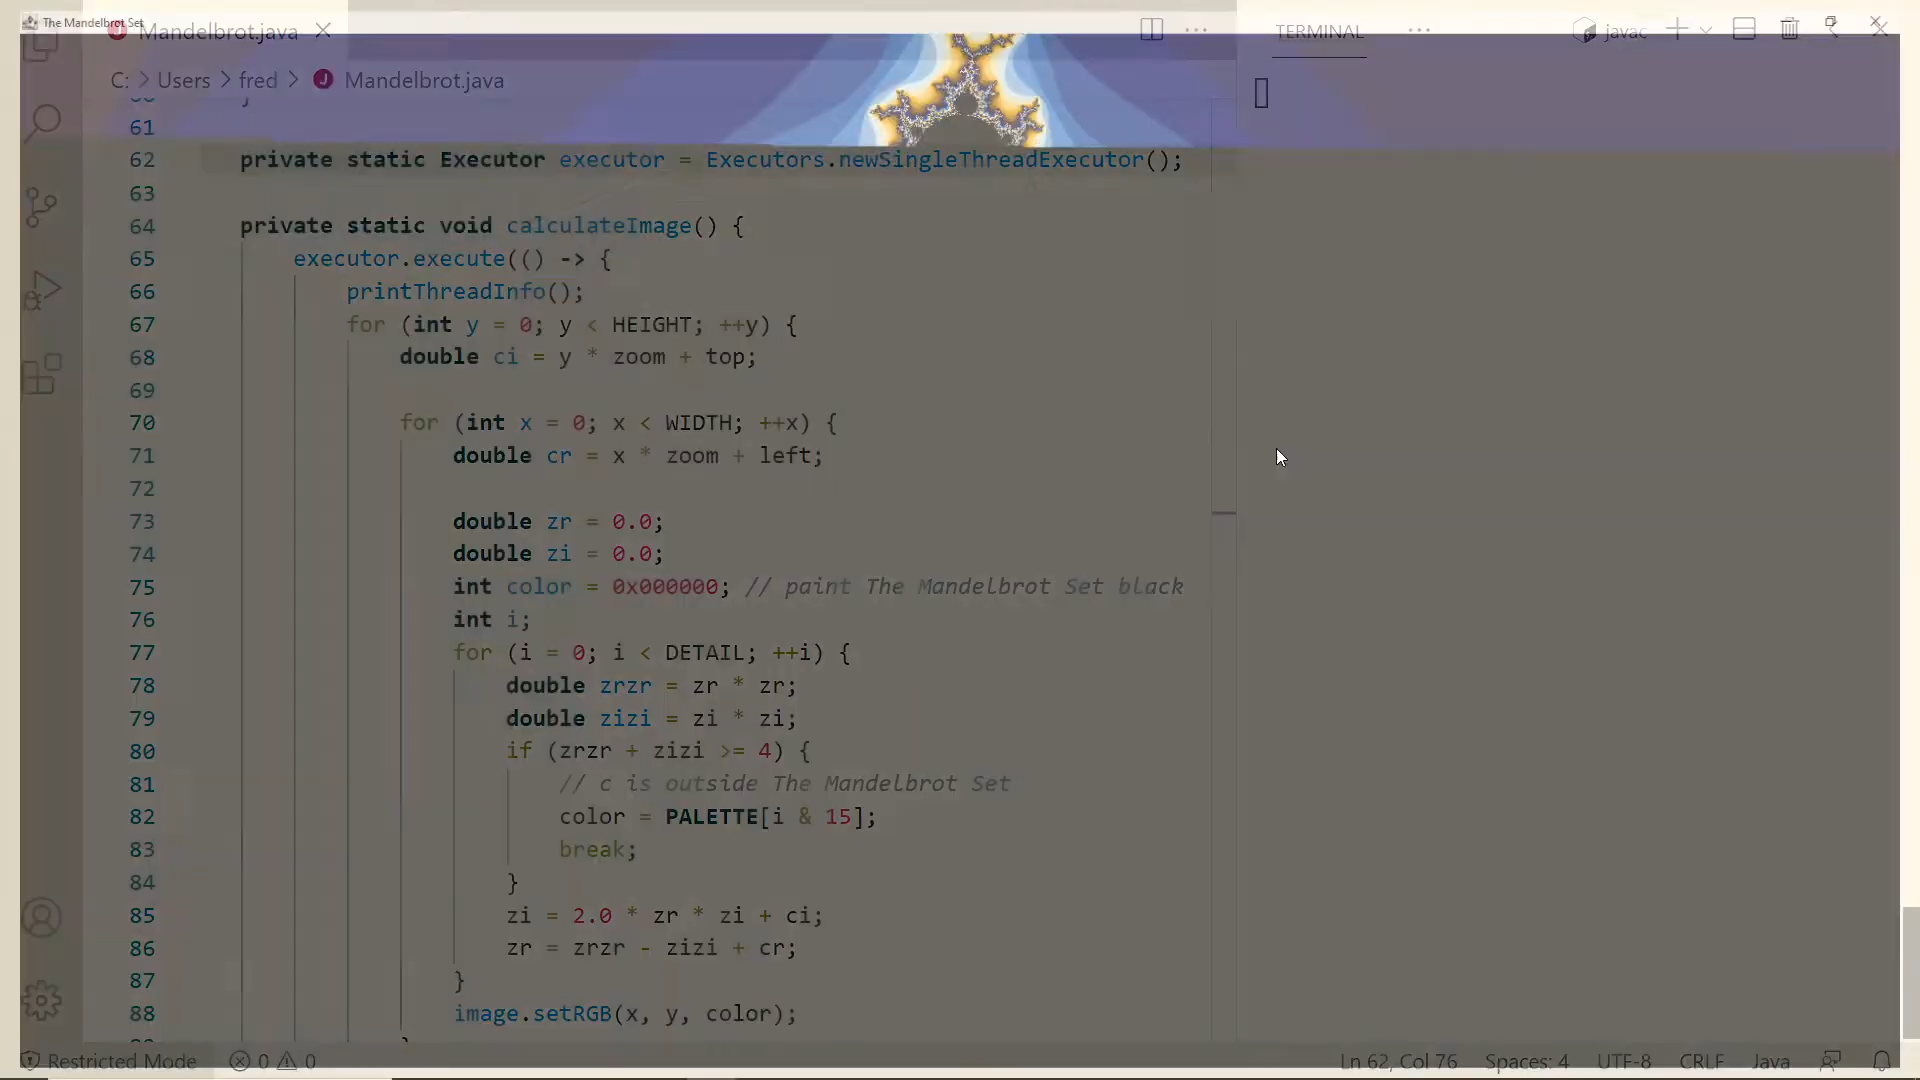 The Mandelbrot Set
Mandelbrot.java
TERMINAL
javac
C: > Users > fred > Mandelbrot.java
60 }
61
62 private static Executor executor = Executors.newSingleThreadExecutor();
63
64 private static void calculateImage() {
65 executor.execute(() -> {
66 printThreadInfo();
67 for (int y = 0; y < HEIGHT; ++y) {
68 double ci = y * zoom + top;
69
70 for (int x = 0; x < WIDTH; ++x) {
71 double cr = x * zoom + left;
72
73 double zr = 0.0;
74 double zi = 0.0;
75 int color = 0x000000; // paint The Mandelbrot Set black
76 int i;
77 for (i = 0; i < DETAIL; ++i) {
78 double zrzr = zr * zr;
79 double zizi = zi * zi;
80 if (zrzr + zizi >= 4) {
81 // c is outside The Mandelbrot Set
82 color = PALETTE[i & 15];
83 break;
84 }
85 zi = 2.0 * zr * zi + ci;
86 zr = zrzr - zizi + cr;
87 }
88 image.setRGB(x, y, color);
Restricted Mode 0 0 Ln 62, Col 76 Spaces: 4 UTF-8 CRLF Java